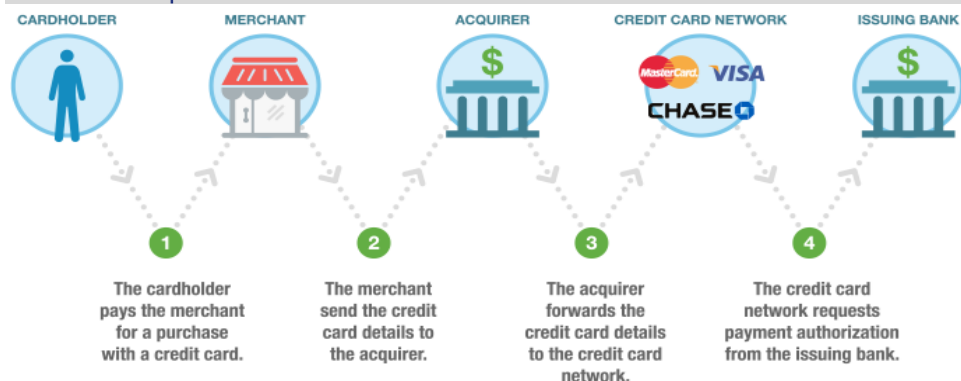 CARDHOLDER
MERCHANT
ACQUIRER
CREDIT CARD NETWORK
ISSUING BANK
$
MasterCard.
VISA
CHASE
$
1
2
3
4
The cardholder
pays the merchant
for a purchase
with a credit card.
The merchant
send the credit
card details to
the acquirer.
The acquirer
forwards the
credit card details
to the credit card
network.
The credit card
network requests
payment authorization
from the issuing bank.